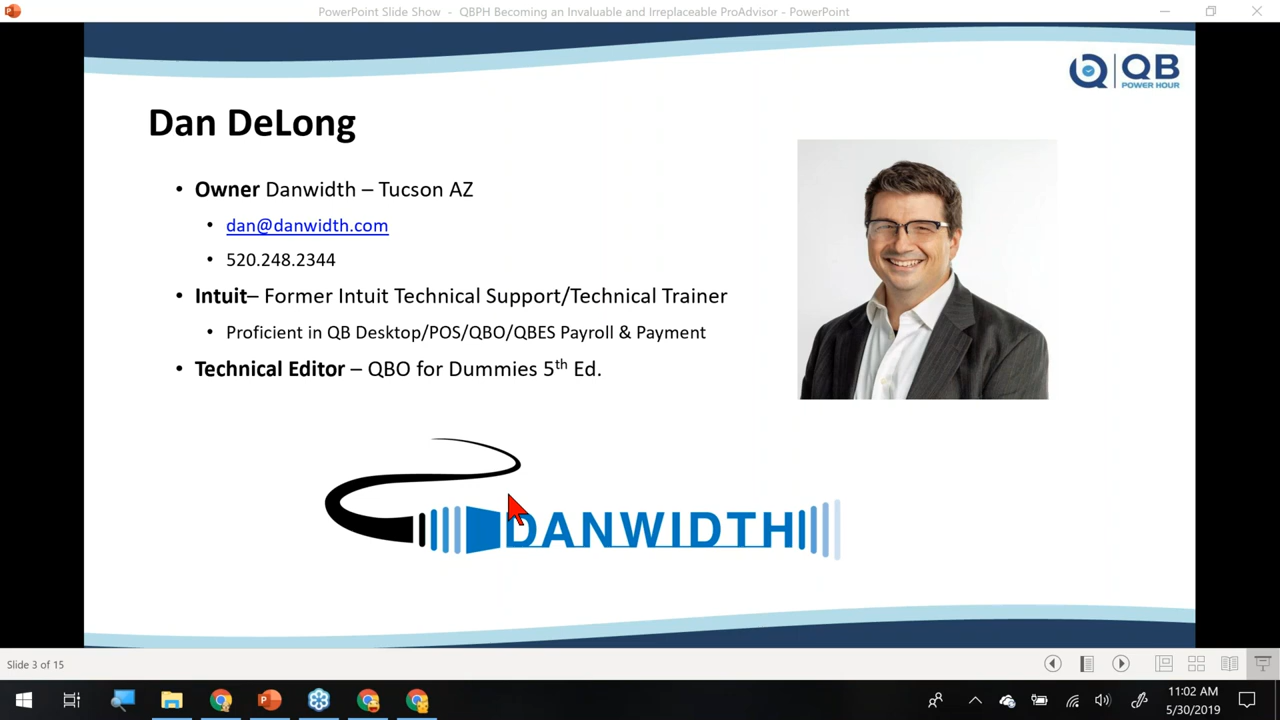 PowerPoint Slide Show - QBPH Becoming an Invaluable and Irreplaceable ProAdvisor - PowerPoint
QB
POWER HOUR
Dan DeLong
• Owner Danwidth – Tucson AZ
• dan@danwidth.com
• 520.248.2344
• Intuit– Former Intuit Technical Support/Technical Trainer
• Proficient in QB Desktop/POS/QBO/QBES Payroll & Payment
• Technical Editor – QBO for Dummies 5th Ed.
DANWIDTH
Slide 3 of 15
11:02 AM
5/30/2019